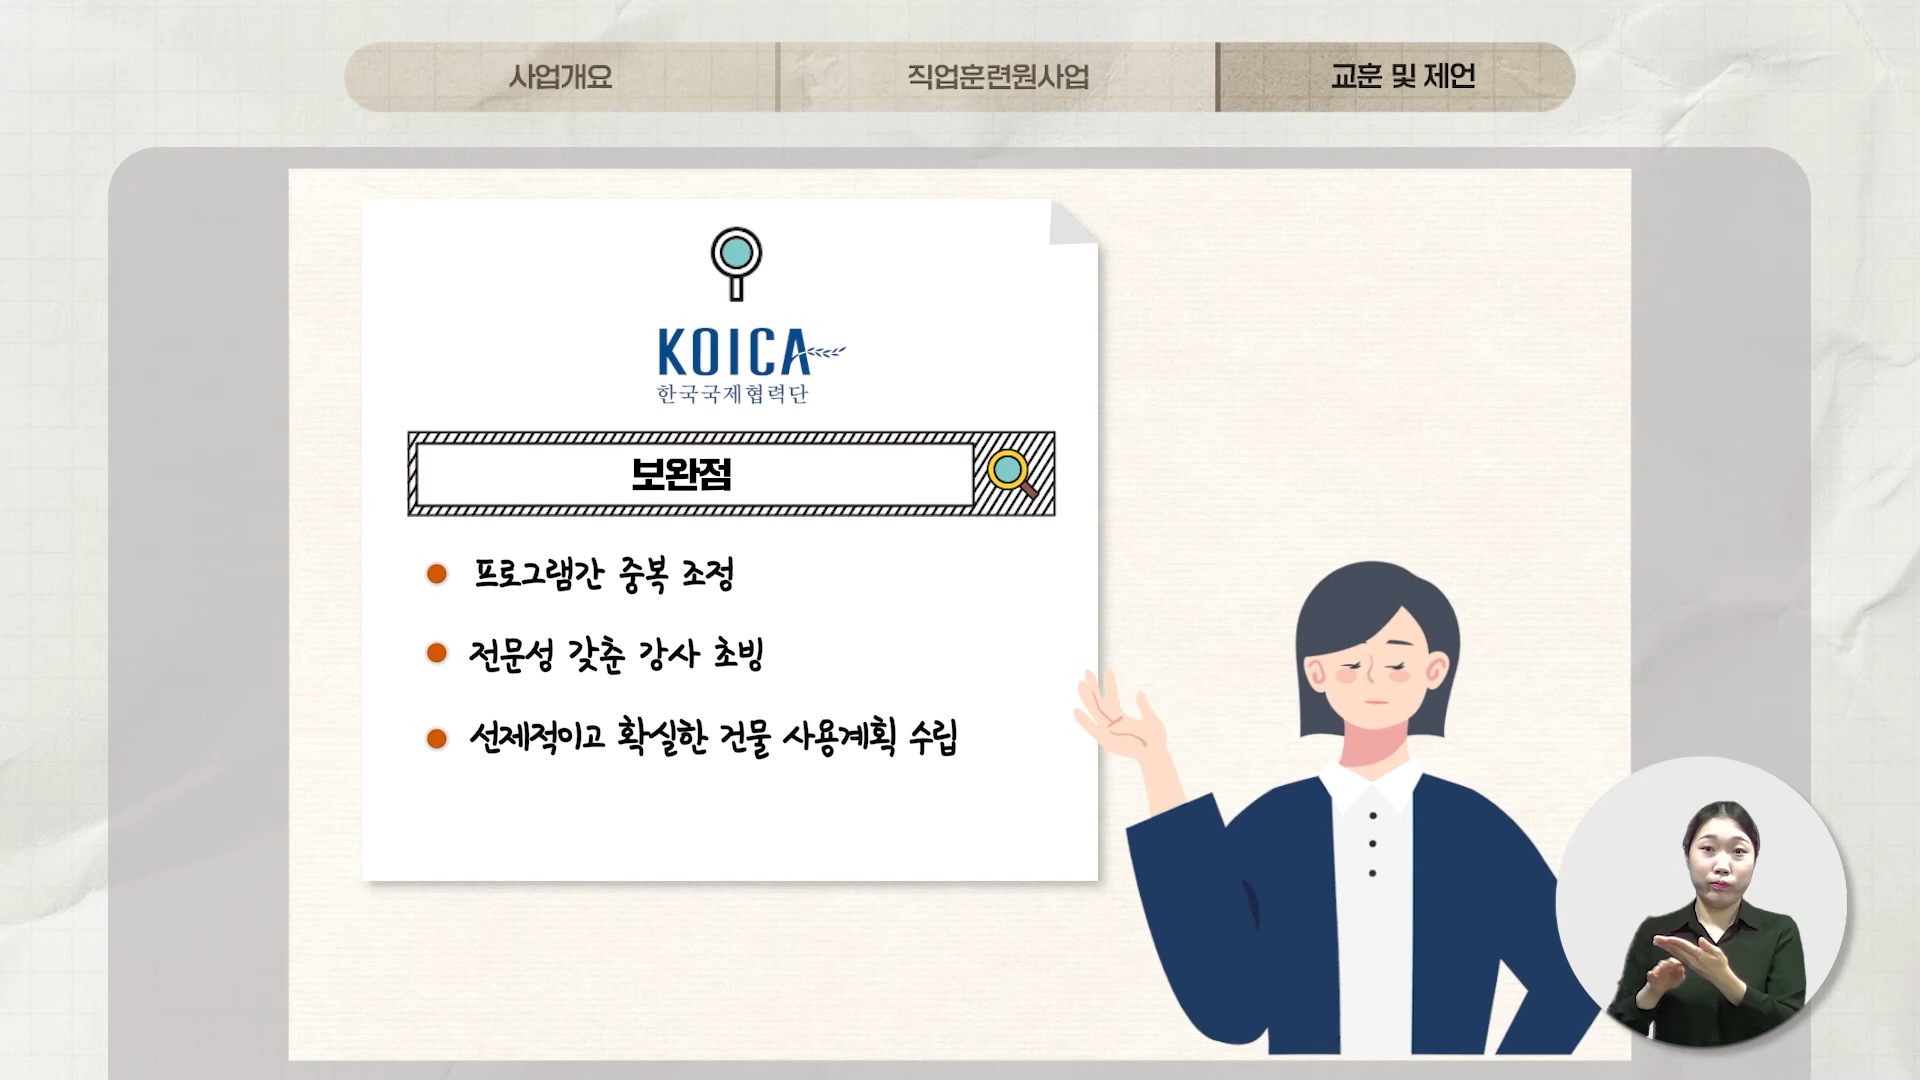 사업개요
직업훈련원사업
교훈 및 제언
KOICA
한국국제협력단
보완점
프로그램간 중복 조정
전문성 갖춘 강사 초빙
선제적이고 확실한 건물 사용계획 수립